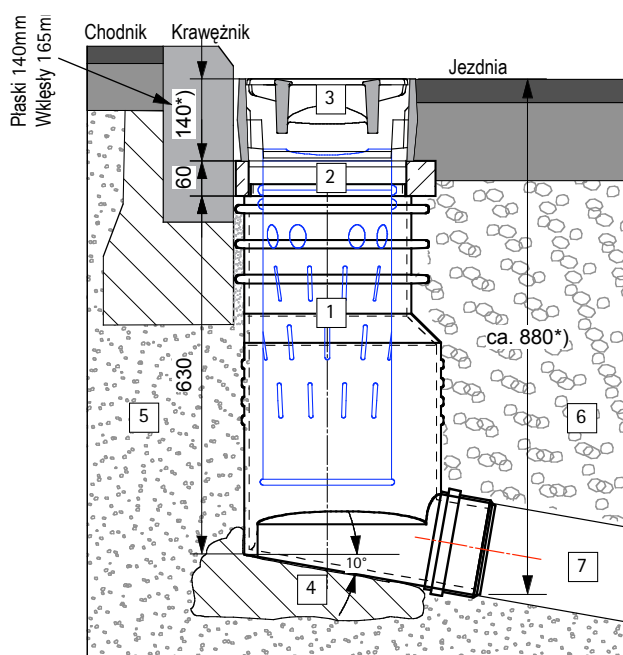 Chodnik
Krawężnik
Płaski 140mm
Wklęsły 165m
Jezdnia
140*)
3
60
2
1
ca. 880*)
630
5
6
10°
4
7